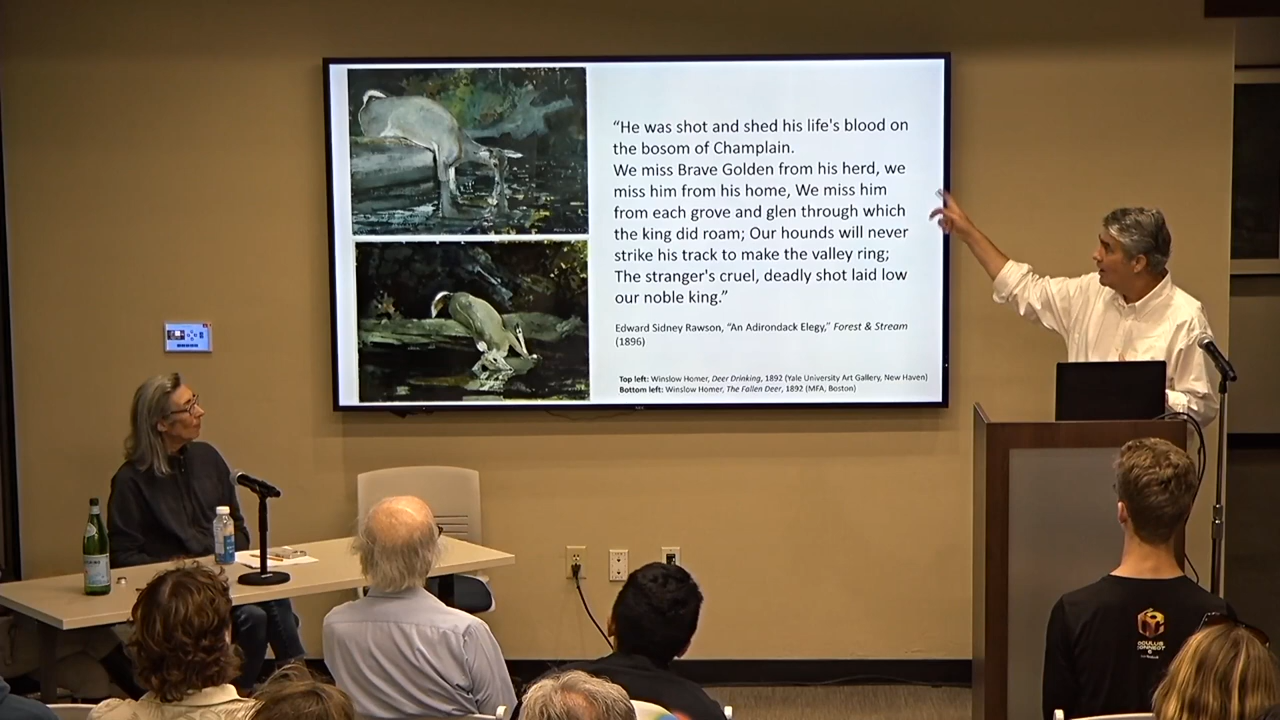 “He was shot and shed his life's blood on
the bosom of Champlain.
We miss Brave Golden from his herd, we
miss him from his home, We miss him
from each grove and glen through which
the king did roam; Our hounds will never
strike his track to make the valley ring;
The stranger's cruel, deadly shot laid low
our noble king.”
Edward Sidney Rawson, “An Adirondack Elegy,” Forest & Stream
(1896)
Top left: Winslow Homer, Deer Drinking, 1892 (Yale University Art Gallery, New Haven)
Bottom left: Winslow Homer, The Fallen Deer, 1892 (MFA, Boston)
NEC
OCULUS
CONNECT